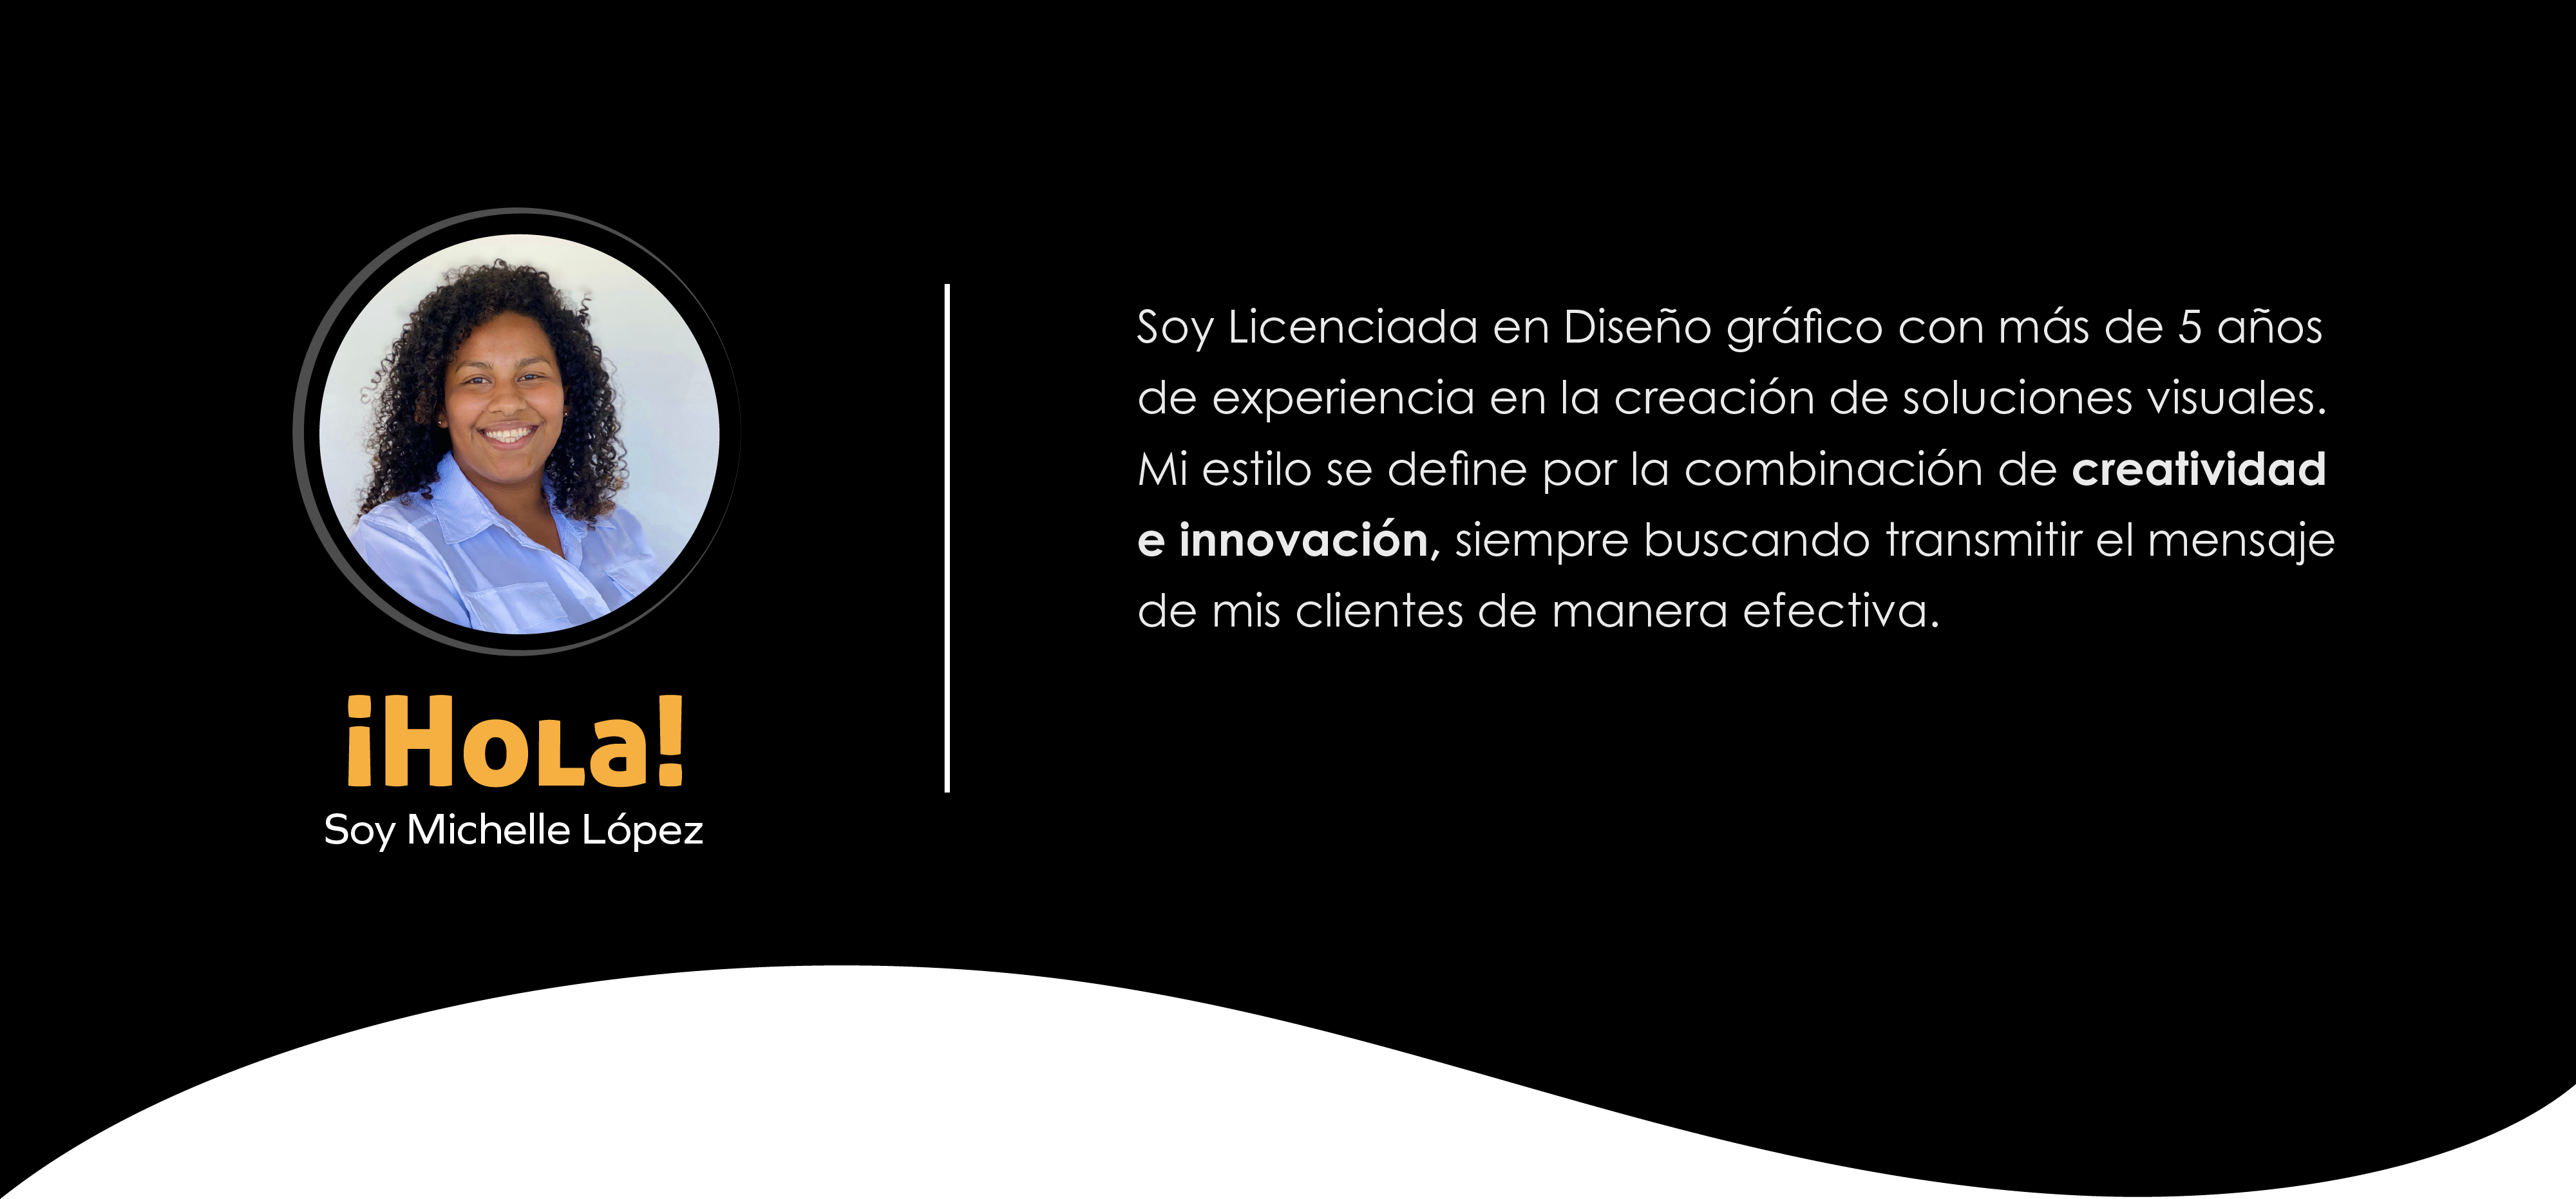 ¡Hola!
Soy Michelle López
Soy Licenciada en Diseño gráfico con más de 5 años
de experiencia en la creación de soluciones visuales.
Mi estilo se define por la combinación de creatividad
e innovación, siempre buscando transmitir el mensaje
de mis clientes de manera efectiva.